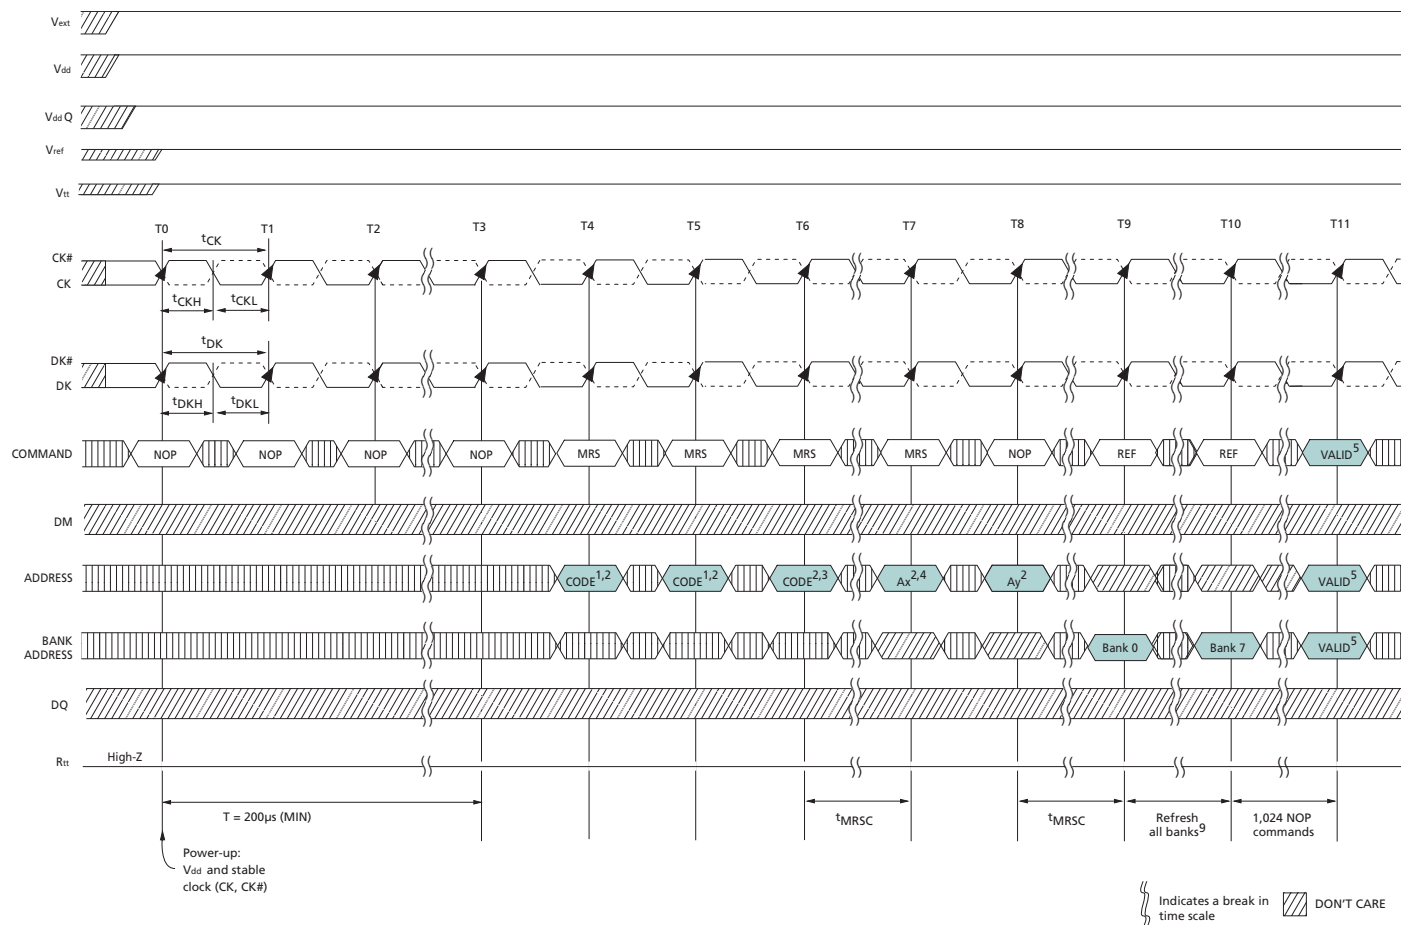 Vext
Vdd
VddQ
Vref
Vtt
T0 T1 T2 T3 T4 T5 T6 T7 T8 T9 T10 T11
tCK
CK#
CK
tCKH tCKL
tDK
DK#
DK
tDKH tDKL
COMMAND NOP NOP NOP NOP MRS MRS MRS MRS NOP REF REF VALID5
DM
ADDRESS CODE1,2 CODE1,2 CODE2,3 Ax2,4 Ay2 VALID5
BANK
ADDRESS
Bank 0 Bank 7 VALID5
DQ
Rtt High-Z
T = 200µs (MIN)
tMRSC
tMRSC
Refresh
all banks9
1,024 NOP
commands
Power-up:
Vdd and stable
clock (CK, CK#)
Indicates a break in
time scale
DON'T CARE